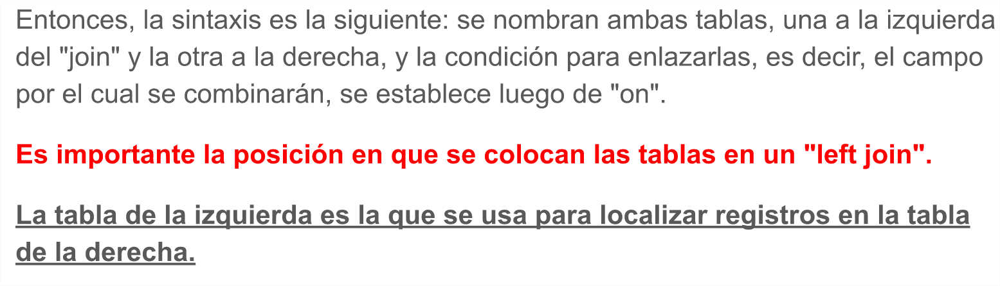 Entonces, la sintaxis es la siguiente: se nombran ambas tablas, una a la izquierda
del "join" y la otra a la derecha, y la condición para enlazarlas, es decir, el campo
por el cual se combinarán, se establece luego de "on".
Es importante la posición en que se colocan las tablas en un "left join".
La tabla de la izquierda es la que se usa para localizar registros en la tabla
de la derecha.